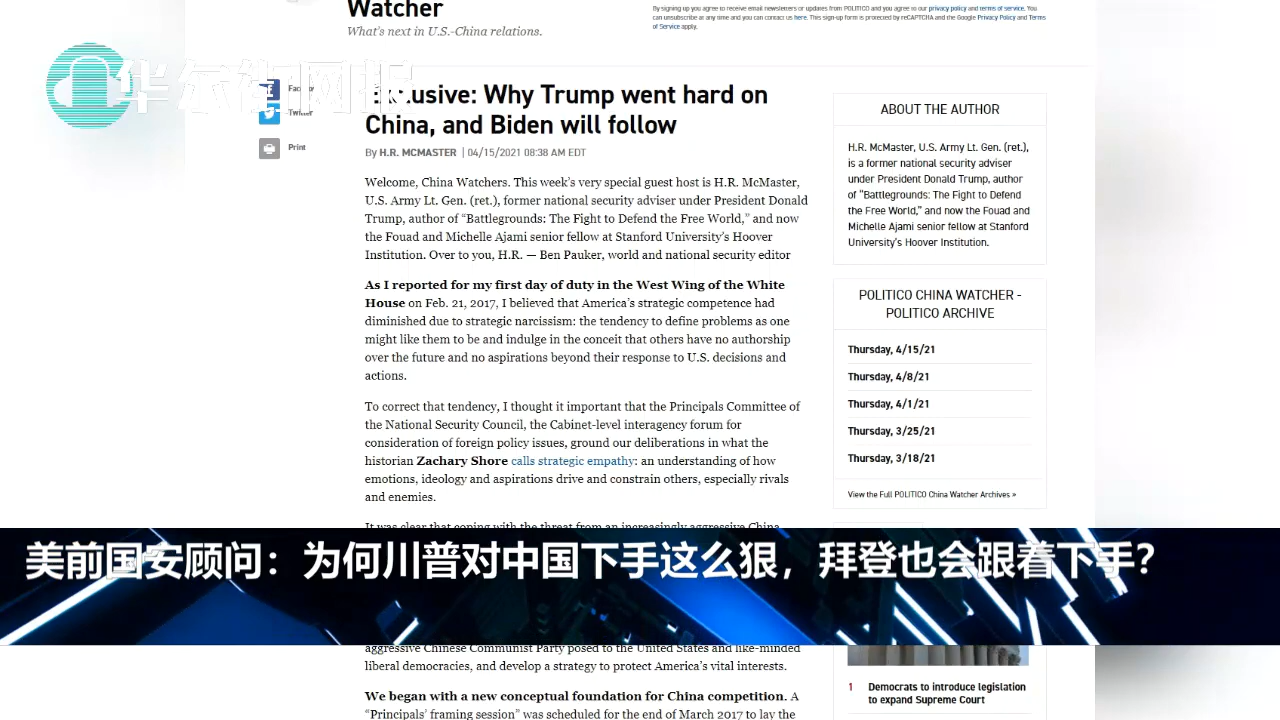 Watcher
What's next in U.S.-China relations.
By signing up you agree to receive email newsletters or updates from POLITICO and you agree to our privacy policy and terms of service. You
can unsubscribe at any time and you can contact us here. This sign-up form is protected by reCAPTCHA and the Google Privacy Policy and Terms
of Service apply.
华尔街网报
Twitter
Print
usive: Why Trump went hard on
China, and Biden will follow
By H.R. MCMASTER | 04/15/2021 08:38 AM EDT
Welcome, China Watchers. This week's very special guest host is H.R. McMaster,
U.S. Army Lt. Gen. (ret.), former national security adviser under President Donald
Trump, author of “Battlegrounds: The Fight to Defend the Free World,” and now
the Fouad and Michelle Ajami senior fellow at Stanford University's Hoover
Institution. Over to you, H.R. — Ben Pauker, world and national security editor
As I reported for my first day of duty in the West Wing of the White
House on Feb. 21, 2017, I believed that America's strategic competence had
diminished due to strategic narcissism: the tendency to define problems as one
might like them to be and indulge in the conceit that others have no authorship
over the future and no aspirations beyond their response to U.S. decisions and
actions.
To correct that tendency, I thought it important that the Principals Committee of
the National Security Council, the Cabinet-level interagency forum for
consideration of foreign policy issues, ground our deliberations in what the
historian Zachary Shore calls strategic empathy: an understanding of how
emotions, ideology and aspirations drive and constrain others, especially rivals
and enemies.
It was clear that coping with the threat from an increasingly aggressive China
美前国安顾问：为何川普对中国下手这么狠，拜登也会跟着下手？
aggressive Chinese Communist Party posed to the United States and like-minded
liberal democracies, and develop a strategy to protect America's vital interests.
We began with a new conceptual foundation for China competition. A
“Principals' framing session” was scheduled for the end of March 2017 to lay the
ABOUT THE AUTHOR
H.R. McMaster, U.S. Army Lt. Gen. (ret.),
is a former national security adviser
under President Donald Trump, author
of “Battlegrounds: The Fight to Defend
the Free World,” and now the Fouad and
Michelle Ajami senior fellow at Stanford
University's Hoover Institution.
POLITICO CHINA WATCHER -
POLITICO ARCHIVE
Thursday, 4/15/21
Thursday, 4/8/21
Thursday, 4/1/21
Thursday, 3/25/21
Thursday, 3/18/21
View the Full POLITICO China Watcher Archives »
1 Democrats to introduce legislation
to expand Supreme Court